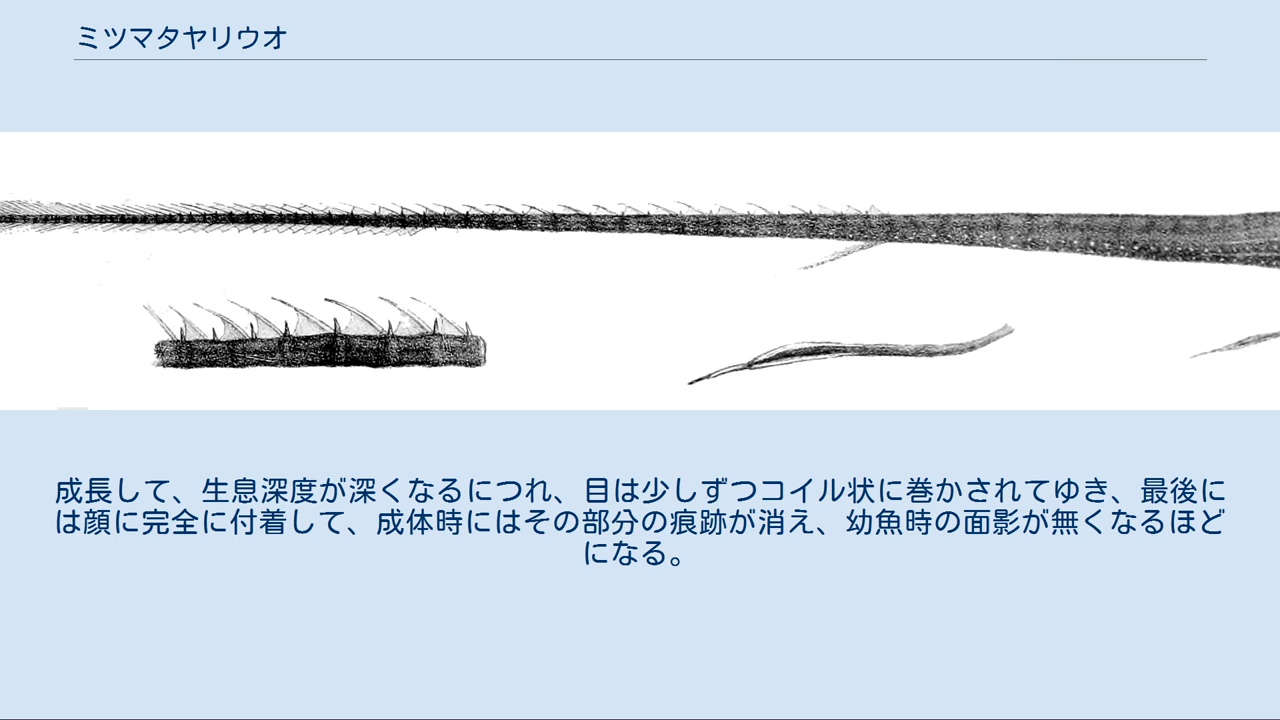 ミツマタヤリウオ
成長して、生息深度が深くなるにつれ、目は少しずつコイル状に巻かされてゆき、最後に
は顔に完全に付着して、成体時にはその部分の痕跡が消え、幼魚時の面影が無くなるほど
になる。